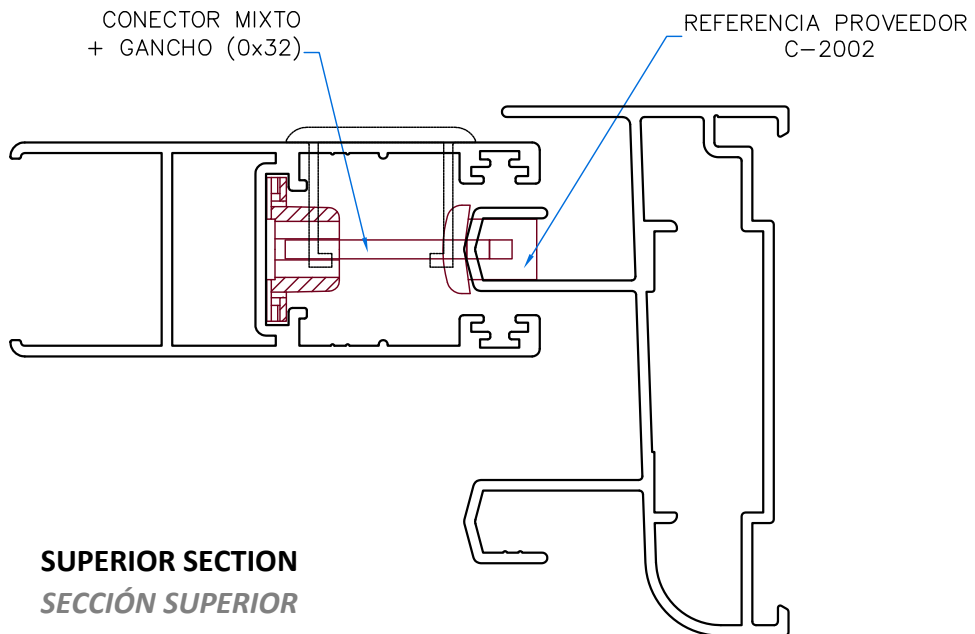 CONECTOR MIXTO
+ GANCHO (0x32)
REFERENCIA PROVEEDOR
C-2002
SUPERIOR SECTION
SECCIÓN SUPERIOR